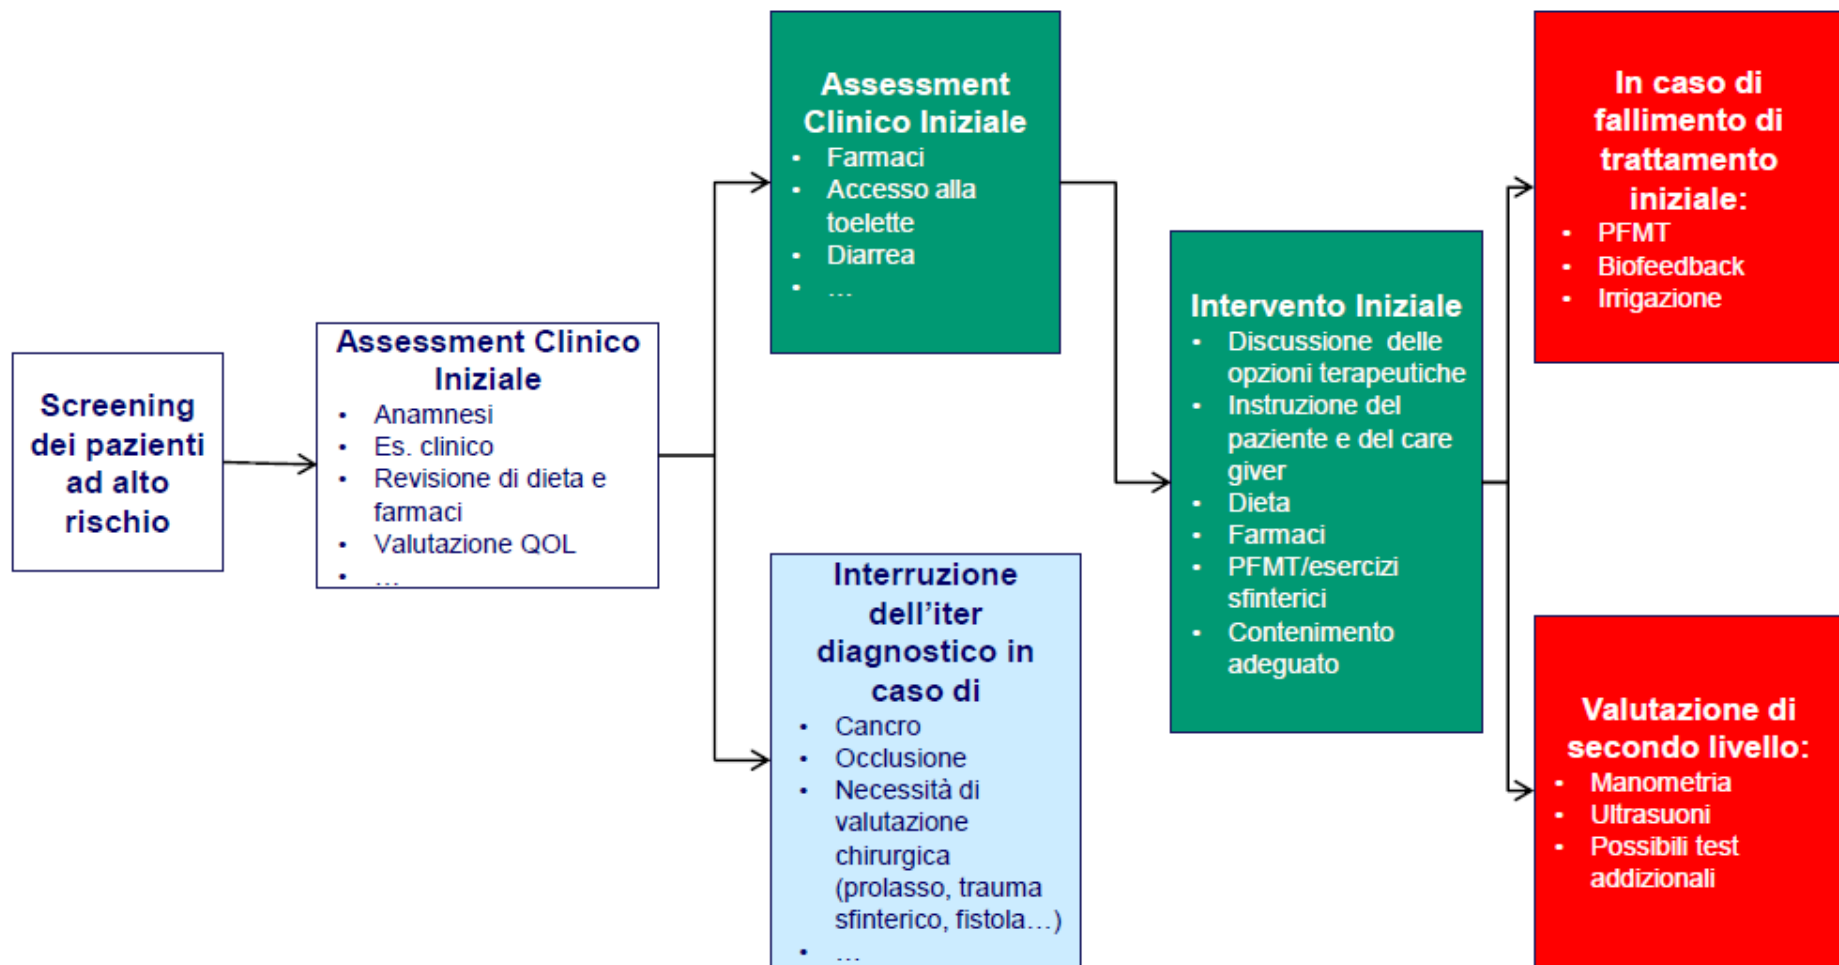 Screening
dei pazienti
ad alto
rischio
Assessment Clinico
Iniziale
• Anamnesi
• Es. clinico
• Revisione di dieta e
farmaci
• Valutazione QOL
• …
Assessment
Clinico Iniziale
• Farmaci
• Accesso alla
toelette
• Diarrea
• …
Interruzione
dell’iter
diagnostico in
caso di
• Cancro
• Occlusione
• Necessità di
valutazione
chirurgica
(prolasso, trauma
sfinterico, fistola…)
• …
Intervento Iniziale
• Discussione delle
opzioni terapeutiche
• Instruzione del
paziente e del care
giver
• Dieta
• Farmaci
• PFMT/esercizi
sfinterici
• Contenimento
adeguato
In caso di
fallimento di
trattamento
iniziale:
• PFMT
• Biofeedback
• Irrigazione
Valutazione di
secondo livello:
• Manometria
• Ultrasuoni
• Possibili test
addizionali